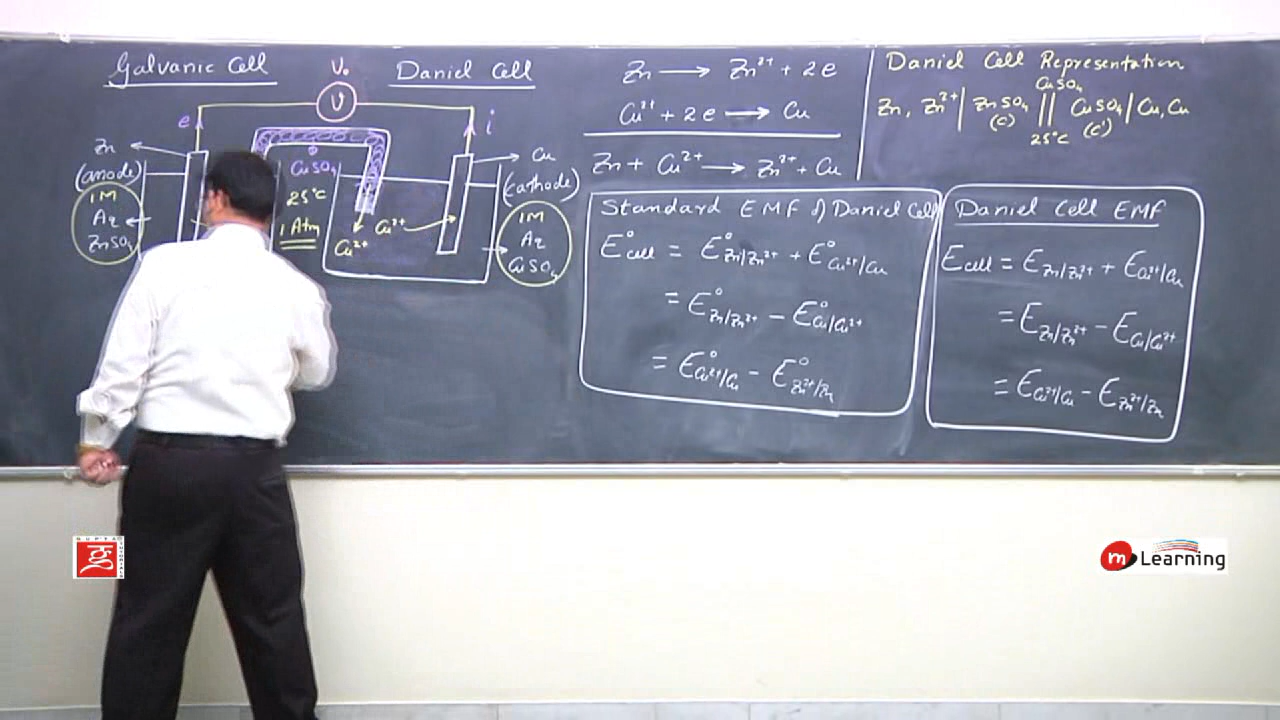 Galvanic Cell
Daniel Cell
V₀
V
e
i
Zn
(anode)
1M
Aq
ZnSO₄
CuSO₄
25°C
1 Atm
Cu²⁺
Cu²⁺
Cu
(cathode)
1M
Aq
CuSO₄
Zn → Zn²⁺ + 2e
Cu²⁺ + 2e → Cu
Zn + Cu²⁺ → Zn²⁺ + Cu
Daniel Cell Representation
CuSO₄
Zn, Zn²⁺ | ZnSO₄ || CuSO₄ | Cu, Cu
(C) (C')
25°C
Standard EMF of Daniel Cell
E°cell = E°Zn/Zn²⁺ + E°Cu²⁺/Cu
= E°Zn/Zn²⁺ − E°Cu/Cu²⁺
= E°Cu²⁺/Cu − E°Zn²⁺/Zn
Daniel Cell EMF
Ecell = EZn/Zn²⁺ + ECu²⁺/Cu
= EZn/Zn²⁺ − ECu/Cu²⁺
= ECu²⁺/Cu − EZn²⁺/Zn
GUPTA
TUTORIALS
m Learning